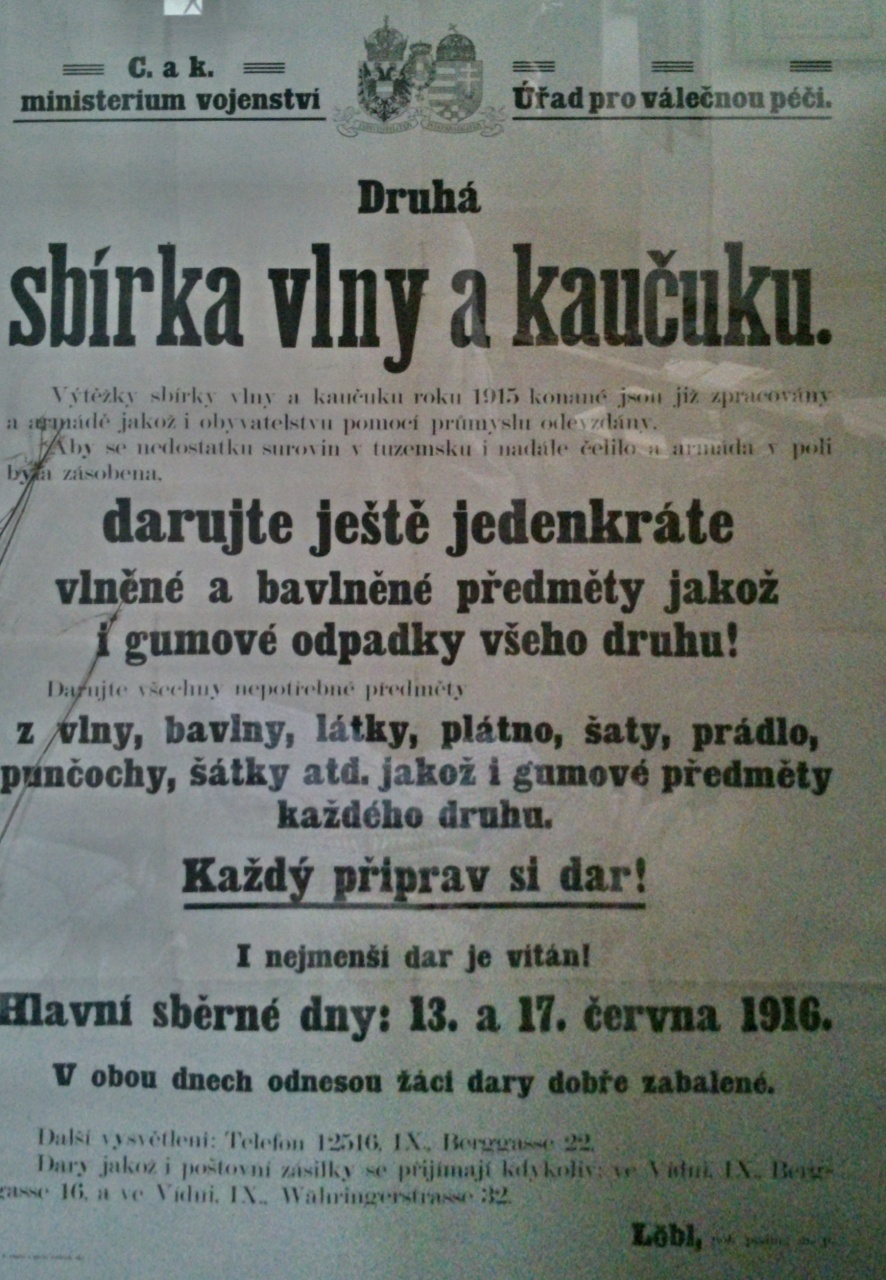 C. a k.
ministerium vojenství
Úřad pro válečnou péči.
Druhá
sbírka vlny a kaučuku.
Výtěžky sbírky vlny a kaučuku roku 1915 konané jsou již zpracovány
a armádě jakož i obyvatelstvu pomocí průmyslu odevzdány.
Aby se nedostatku surovin v tuzemsku i nadále čelilo a armáda v poli
byla zásobena,
darujte ještě jedenkráte
vlněné a bavlněné předměty jakož
i gumové odpadky všeho druhu!
Darujte všechny nepotřebné předměty
z vlny, bavlny, látky, plátno, šaty, prádlo,
punčochy, šátky atd. jakož i gumové předměty
každého druhu.
Každý připrav si dar!
I nejmenší dar je vítán!
Hlavní sběrné dny: 13. a 17. června 1916.
V obou dnech odnesou žáci dary dobře zabalené.
Další vysvětlení: Telefon 12516, IX., Berggasse 22.
Dary jakož i poštovní zásilky se přijímají kdykoliv: ve Vídni, IX., Berg-
gasse 16, a ve Vídni, IX., Währingerstrasse 32.
Löbl,